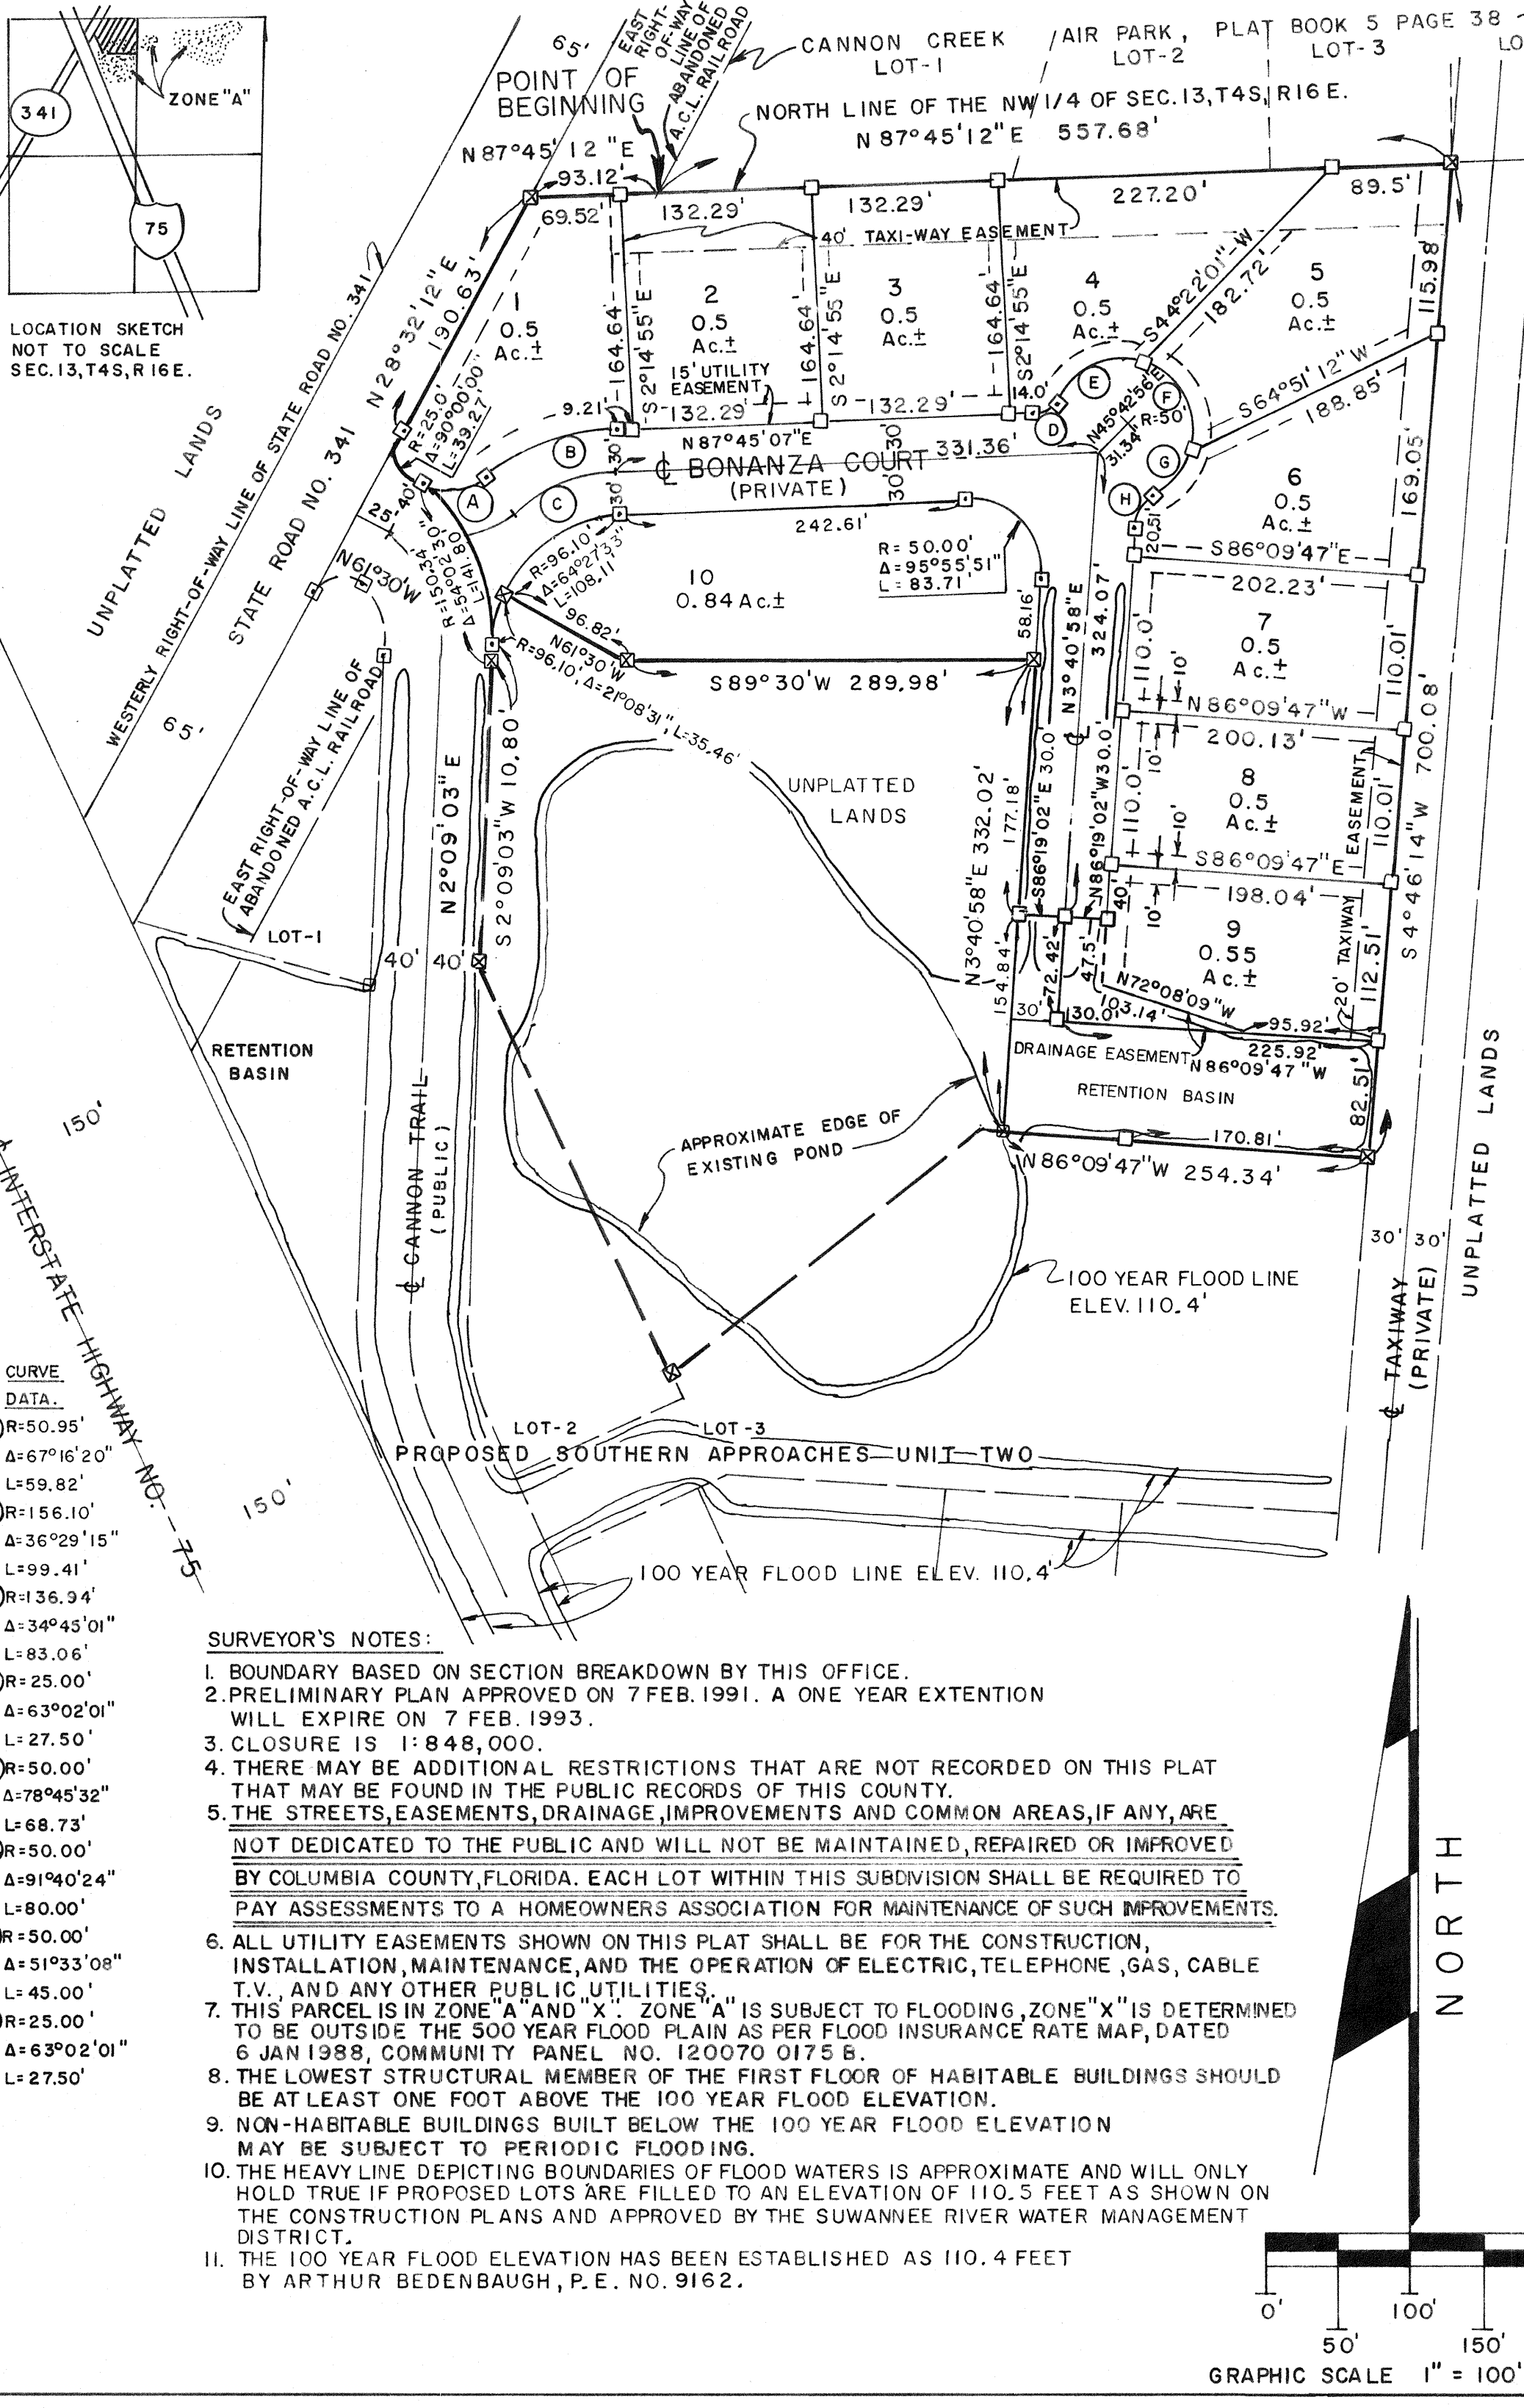 341
75
ZONE "A"
LOCATION SKETCH
NOT TO SCALE
SEC.13,T4S,R16E.
65'
EAST
RIGHT-
OF-WAY
LINE OF
ABANDONED
A.C.L. RAILROAD
POINT OF
BEGINNING
CANNON CREEK / AIR PARK, PLAT BOOK 5 PAGE 38
LOT-1
LOT-2
LOT-3
LO
NORTH LINE OF THE NW 1/4 OF SEC.13,T4S,R16E.
N 87°45'12"E 557.68'
N 87°45'12"E
93.12'
69.52'
132.29'
132.29'
227.20'
89.5'
40' TAXI-WAY EASEMENT
N28°32'12"E
190.63'
1
0.5
Ac.±
164.64'
S2°14'55"E
2
0.5
Ac.±
164.64'
S2°14'55"E
3
0.5
Ac.±
164.64'
S2°14'55"E
4
0.5
Ac.±
S44°22'01"W
182.72'
5
0.5
Ac.±
115.98'
15' UTILITY
EASEMENT
R=25.0'
Δ=90°00'00"
L=39.27'
9.21'
132.29'
132.29'
14.0'
N87°45'07"E
331.36'
30'
30'
30'
30'
℄ BONANZA COURT
(PRIVATE)
A
B
C
D
E
F
G
H
N45°42'56"E
31.34'
R=50'
S64°51'12"W
188.85'
6
0.5
Ac.±
169.05'
20.51'
S86°09'47"E
202.23'
UNPLATTED LANDS
WESTERLY RIGHT-OF-WAY LINE OF STATE ROAD NO. 341
STATE ROAD NO. 341
25.40'
N61°30'W
R=150.34'
Δ=54°02'30"
L=141.80'
R=96.10'
Δ=64°27'33"
L=108.11'
242.61'
R= 50.00'
Δ=95°55'51"
L= 83.71'
10
0.84 Ac.±
96.82'
N61°30'W
R=96.10, Δ=21°08'31", L=35.46'
S89°30'W 289.98'
58.16'
N3°40'58"E
324.07'
℄
7
0.5
Ac.±
110.0'
110.01'
10'
N86°09'47"W
200.13'
10'
8
0.5
Ac.±
110.0'
110.01'
10'
S86°09'47"E
198.04'
10'
EASEMENT
20' TAXIWAY
S4°46'14"W 700.08'
9
0.55
Ac.±
112.51'
65'
EAST RIGHT-OF-WAY LINE OF
ABANDONED A.C.L. RAILROAD
N2°09'03"E
S2°09'03"W 10.80'
40' 40'
UNPLATTED
LANDS
N3°40'58"E 332.02'
177.18'
154.84'
S86°19'02"E 30.0'
N86°19'02"W 30.0'
72.42'
47.5'
40'
N72°08'09"W
103.14'
95.92'
30'
130.0'
225.92'
DRAINAGE EASEMENT
N86°09'47"W
RETENTION BASIN
82.51'
170.81'
N86°09'47"W 254.34'
LOT-1
RETENTION
BASIN
150'
℄ INTERSTATE HIGHWAY NO. 75
150'
℄ CANNON TRAIL
(PUBLIC)
APPROXIMATE EDGE OF
EXISTING POND
100 YEAR FLOOD LINE
ELEV. 110.4'
30' 30'
℄ TAXIWAY
(PRIVATE)
UNPLATTED LANDS
LOT-2
LOT-3
PROPOSED SOUTHERN APPROACHES UNIT TWO
100 YEAR FLOOD LINE ELEV. 110.4'
CURVE
DATA.
R=50.95'
Δ=67°16'20"
L=59.82'
R=156.10'
Δ=36°29'15"
L=99.41'
R=136.94'
Δ=34°45'01"
L=83.06'
R=25.00'
Δ=63°02'01"
L=27.50'
R=50.00'
Δ=78°45'32"
L=68.73'
R=50.00'
Δ=91°40'24"
L=80.00'
R=50.00'
Δ=51°33'08"
L=45.00'
R=25.00'
Δ=63°02'01"
L=27.50'
SURVEYOR'S NOTES:
1. BOUNDARY BASED ON SECTION BREAKDOWN BY THIS OFFICE.
2. PRELIMINARY PLAN APPROVED ON 7 FEB. 1991. A ONE YEAR EXTENTION
WILL EXPIRE ON 7 FEB. 1993.
3. CLOSURE IS 1:848,000.
4. THERE MAY BE ADDITIONAL RESTRICTIONS THAT ARE NOT RECORDED ON THIS PLAT
THAT MAY BE FOUND IN THE PUBLIC RECORDS OF THIS COUNTY.
5. THE STREETS, EASEMENTS, DRAINAGE, IMPROVEMENTS AND COMMON AREAS, IF ANY, ARE
NOT DEDICATED TO THE PUBLIC AND WILL NOT BE MAINTAINED, REPAIRED OR IMPROVED
BY COLUMBIA COUNTY, FLORIDA. EACH LOT WITHIN THIS SUBDIVISION SHALL BE REQUIRED TO
PAY ASSESSMENTS TO A HOMEOWNERS ASSOCIATION FOR MAINTENANCE OF SUCH IMPROVEMENTS.
6. ALL UTILITY EASEMENTS SHOWN ON THIS PLAT SHALL BE FOR THE CONSTRUCTION,
INSTALLATION, MAINTENANCE, AND THE OPERATION OF ELECTRIC, TELEPHONE, GAS, CABLE
T.V., AND ANY OTHER PUBLIC UTILITIES.
7. THIS PARCEL IS IN ZONE "A" AND "X". ZONE "A" IS SUBJECT TO FLOODING, ZONE "X" IS DETERMINED
TO BE OUTSIDE THE 500 YEAR FLOOD PLAIN AS PER FLOOD INSURANCE RATE MAP, DATED
6 JAN 1988, COMMUNITY PANEL NO. 120070 0175 B.
8. THE LOWEST STRUCTURAL MEMBER OF THE FIRST FLOOR OF HABITABLE BUILDINGS SHOULD
BE AT LEAST ONE FOOT ABOVE THE 100 YEAR FLOOD ELEVATION.
9. NON-HABITABLE BUILDINGS BUILT BELOW THE 100 YEAR FLOOD ELEVATION
MAY BE SUBJECT TO PERIODIC FLOODING.
10. THE HEAVY LINE DEPICTING BOUNDARIES OF FLOOD WATERS IS APPROXIMATE AND WILL ONLY
HOLD TRUE IF PROPOSED LOTS ARE FILLED TO AN ELEVATION OF 110.5 FEET AS SHOWN ON
THE CONSTRUCTION PLANS AND APPROVED BY THE SUWANNEE RIVER WATER MANAGEMENT
DISTRICT.
11. THE 100 YEAR FLOOD ELEVATION HAS BEEN ESTABLISHED AS 110.4 FEET
BY ARTHUR BEDENBAUGH, P.E. NO. 9162.
NORTH
0'
100'
50'
150'
GRAPHIC SCALE 1" = 100'